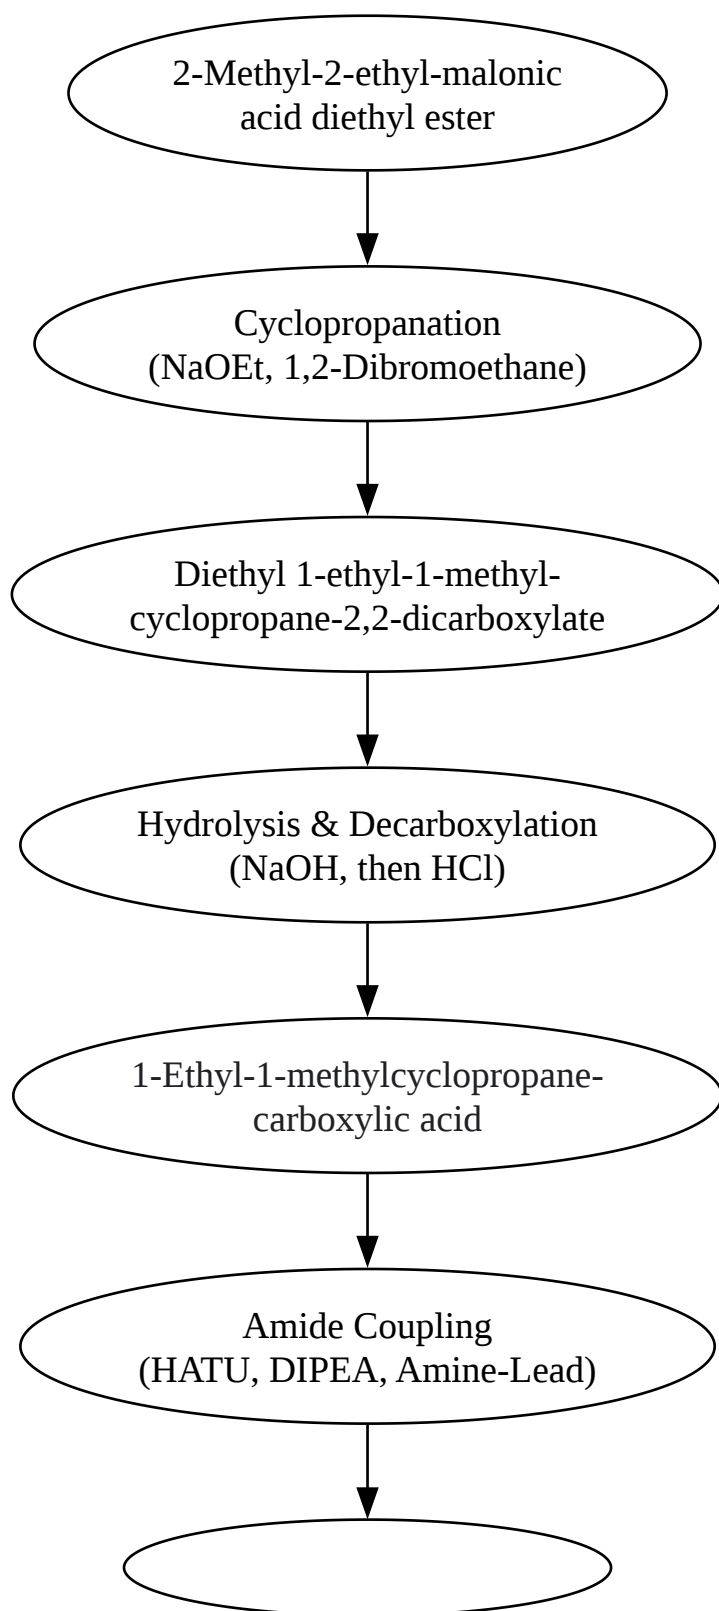 2-Methyl-2-ethyl-malonic
acid diethyl ester
Cyclopropanation
(NaOEt, 1,2-Dibromoethane)
Diethyl 1-ethyl-1-methyl-
cyclopropane-2,2-dicarboxylate
Hydrolysis & Decarboxylation
(NaOH, then HCl)
1-Ethyl-1-methylcyclopropane-
carboxylic acid
Amide Coupling
(HATU, DIPEA, Amine-Lead)